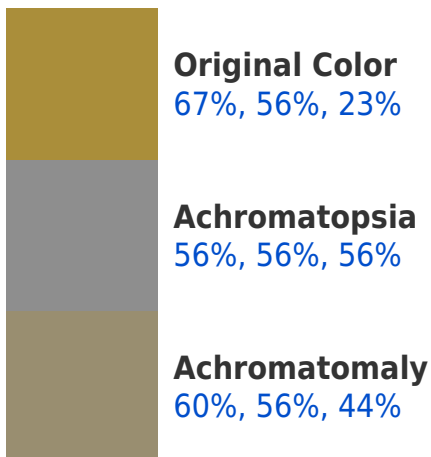 Original Color
67%, 56%, 23%
Achromatopsia
56%, 56%, 56%
Achromatomaly
60%, 56%, 44%